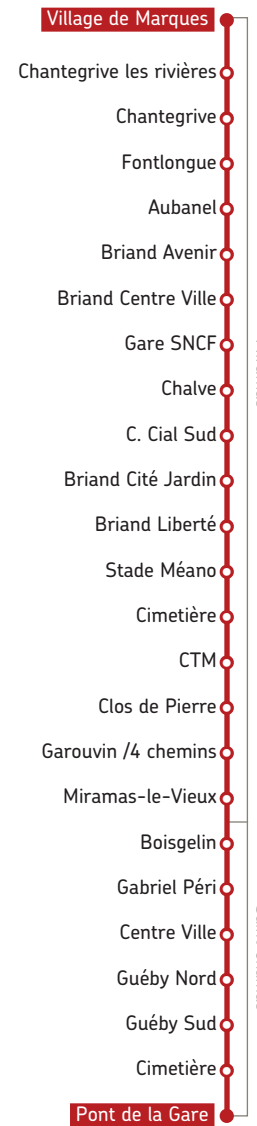 Village de Marques
Chantegrive les rivières
Chantegrive
Fontlongue
Aubanel
Briand Avenir
Briand Centre Ville
Gare SNCF
Chalve
C. Cial Sud
Briand Cité Jardin
Briand Liberté
Stade Méano
Cimetière
CTM
Clos de Pierre
Garouvin /4 chemins
Miramas-le-Vieux
Boisgelin
Gabriel Péri
Centre Ville
Guéby Nord
Guéby Sud
Cimetière
Pont de la Gare